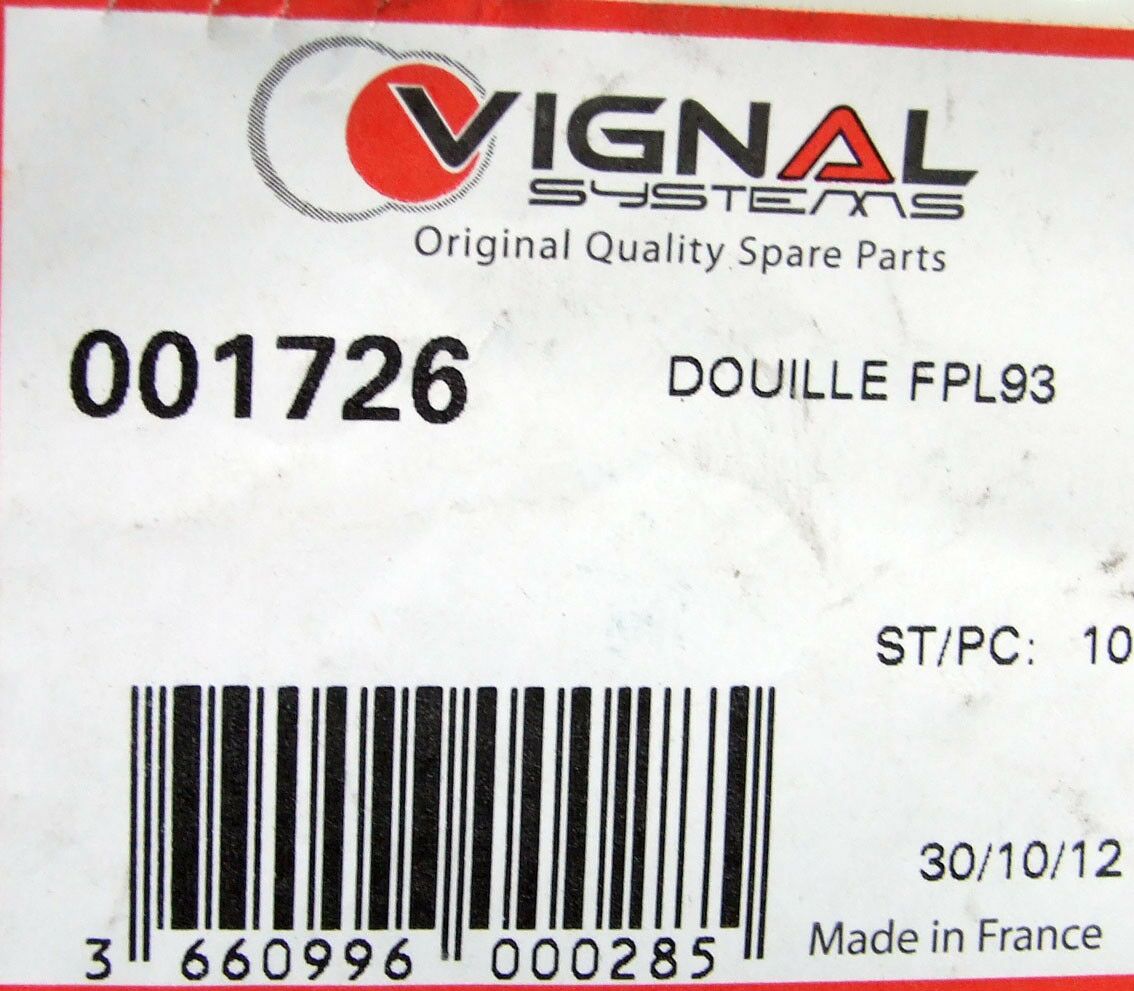 VIGNAL
SYSTEMS
Original Quality Spare Parts
001726 DOUILLE FPL93
ST/PC: 10
30/10/12
Made in France
3 660996 000285